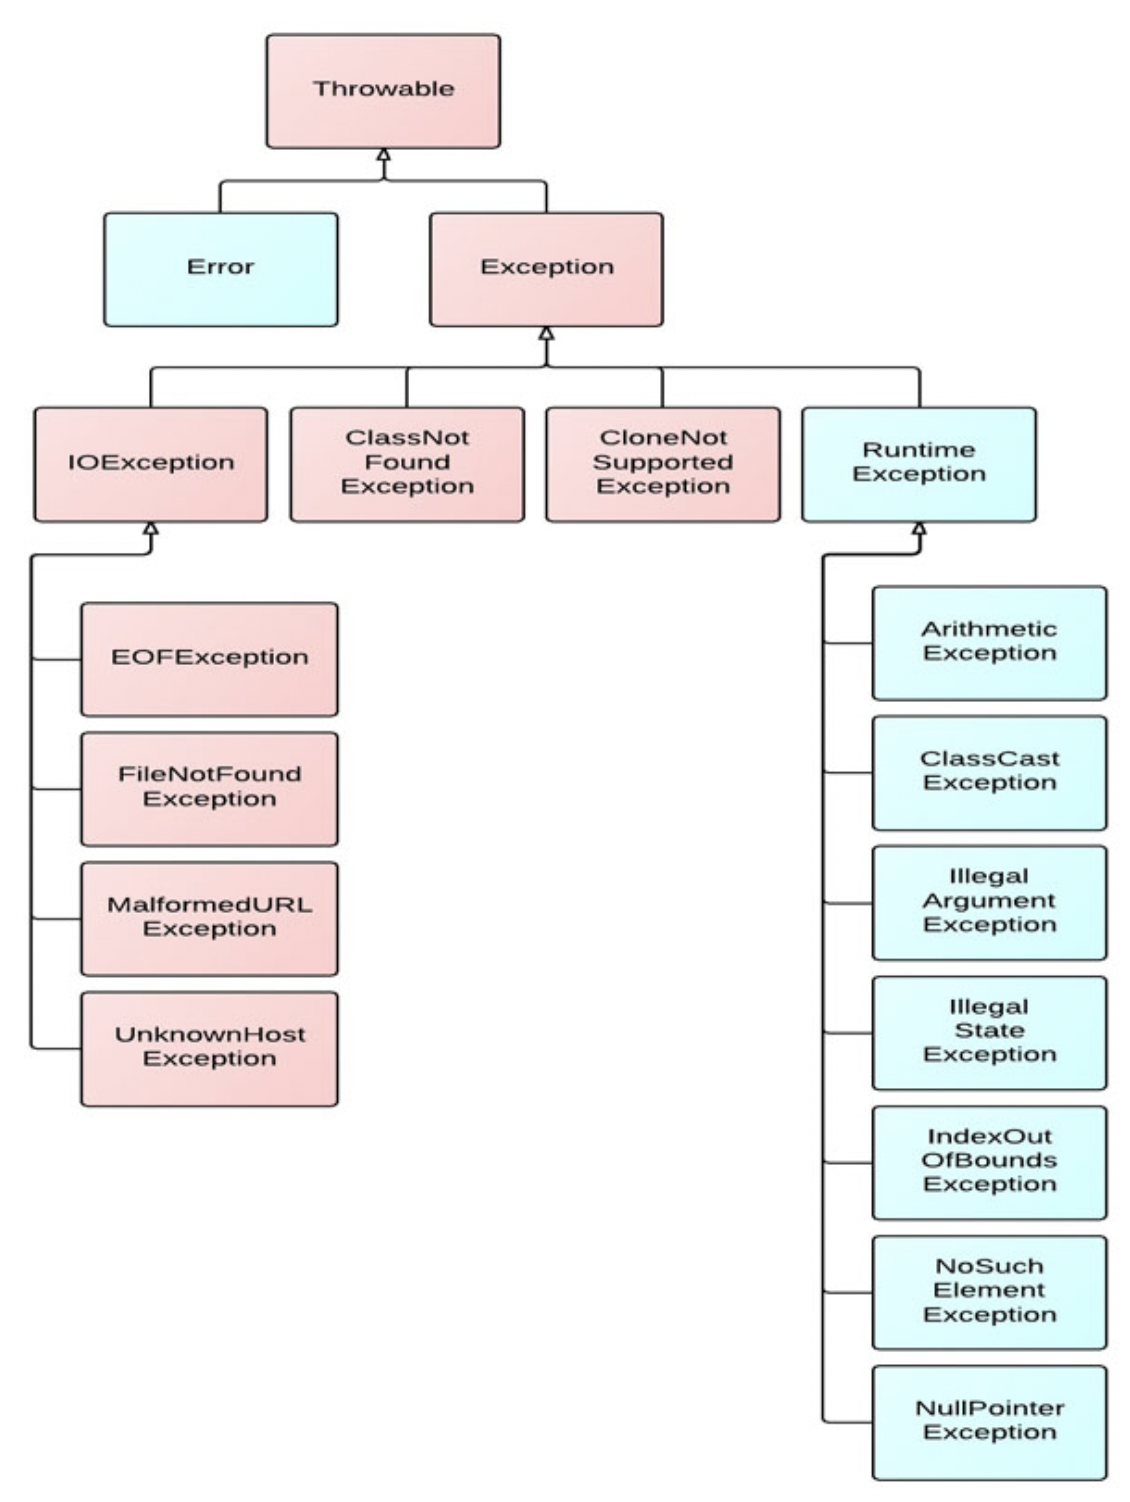 Throwable
Error
Exception
IOException
ClassNot
Found
Exception
CloneNot
Supported
Exception
Runtime
Exception
EOFException
FileNotFound
Exception
MalformedURL
Exception
UnknownHost
Exception
Arithmetic
Exception
ClassCast
Exception
Illegal
Argument
Exception
Illegal
State
Exception
IndexOut
OfBounds
Exception
NoSuch
Element
Exception
NullPointer
Exception